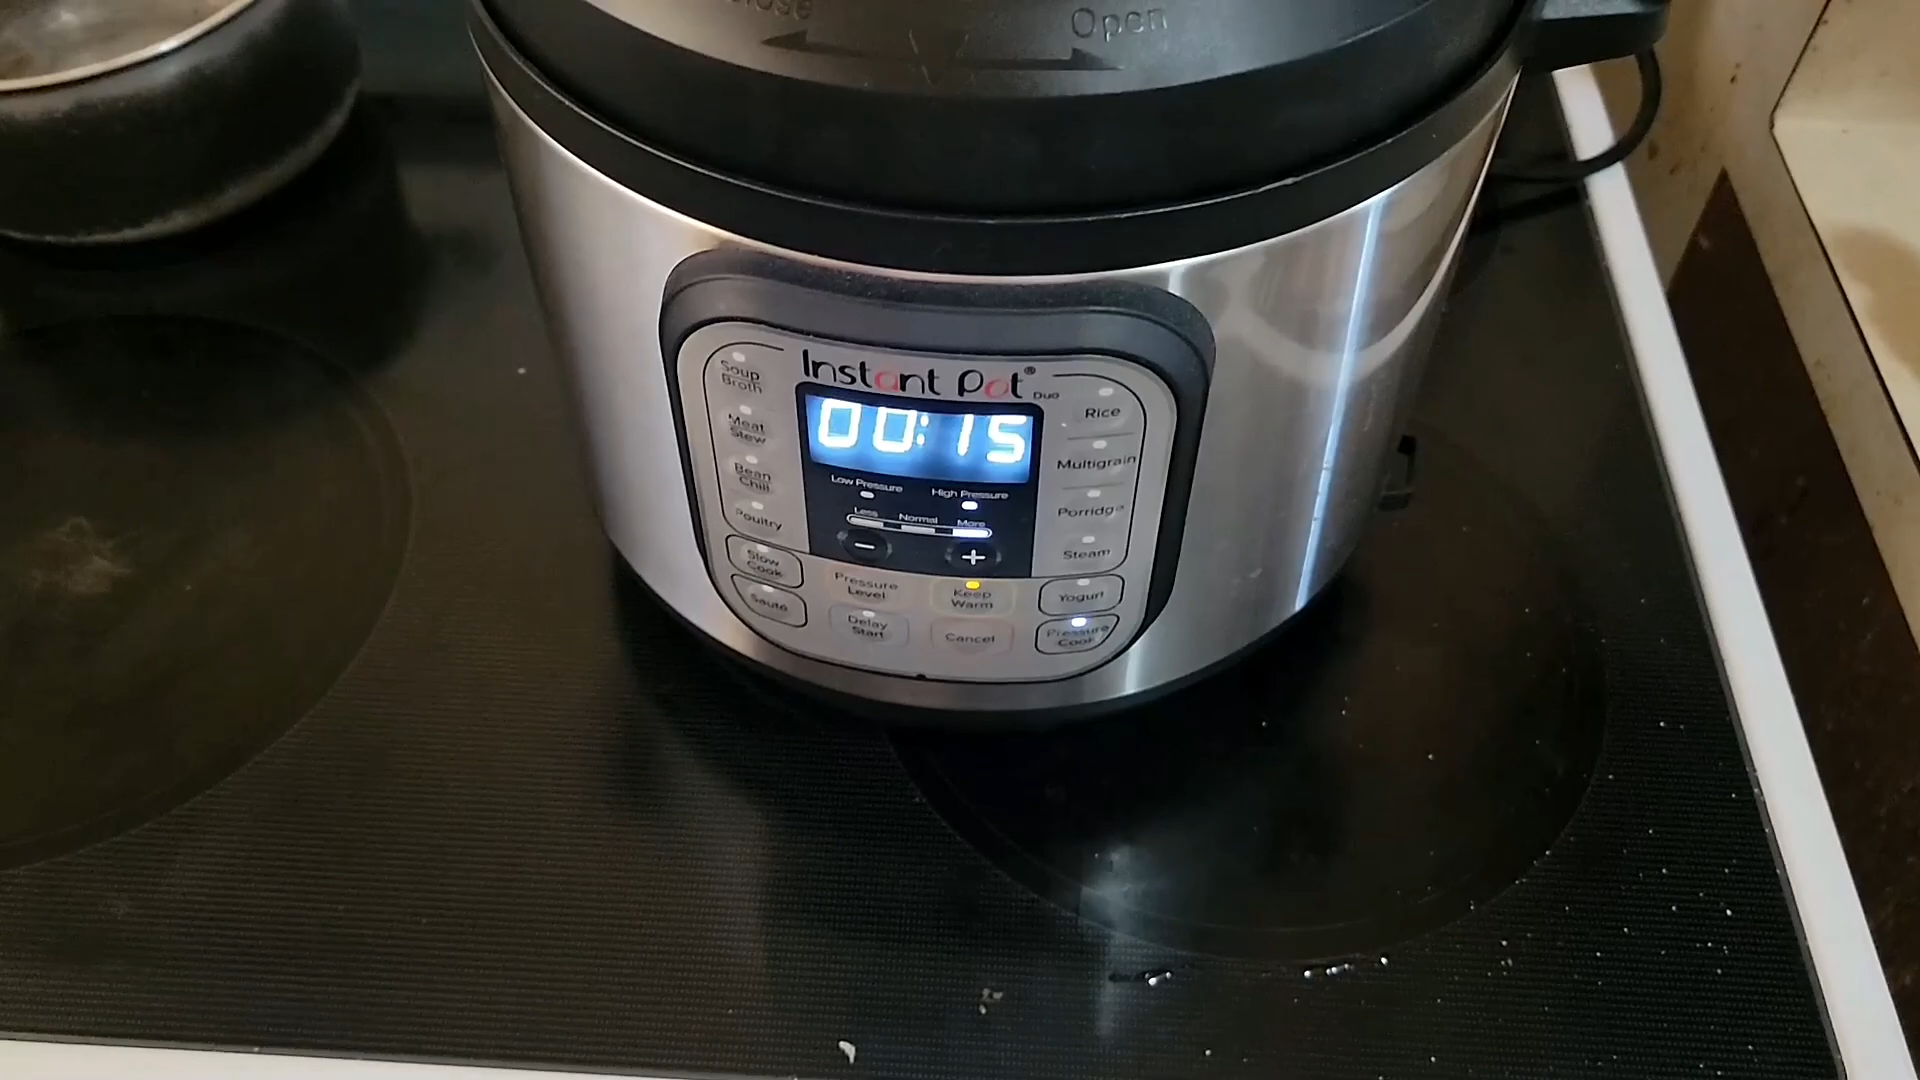 Close
Open
Instant Pot®
Duo
00:15
Soup
Broth
Meat
Stew
Bean
Chili
Poultry
Slow
Cook
Sauté
Low Pressure
High Pressure
Less
Normal
More
−
+
Pressure
Level
Keep
Warm
Delay
Start
Cancel
Rice
Multigrain
Porridge
Steam
Yogurt
Pressure
Cook